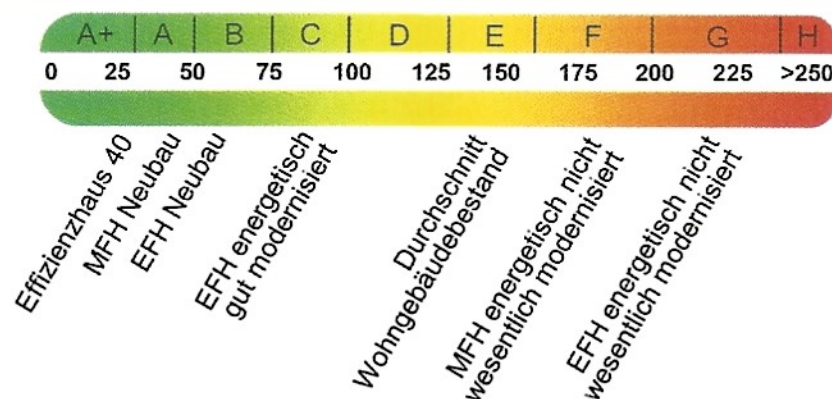 A+ A B C D E F G H
0 25 50 75 100 125 150 175 200 225 >250
Effizienzhaus 40
MFH Neubau
EFH Neubau
EFH energetisch
gut modernisiert
Durchschnitt
Wohngebäudebestand
MFH energetisch nicht
wesentlich modernisiert
EFH energetisch nicht
wesentlich modernisiert